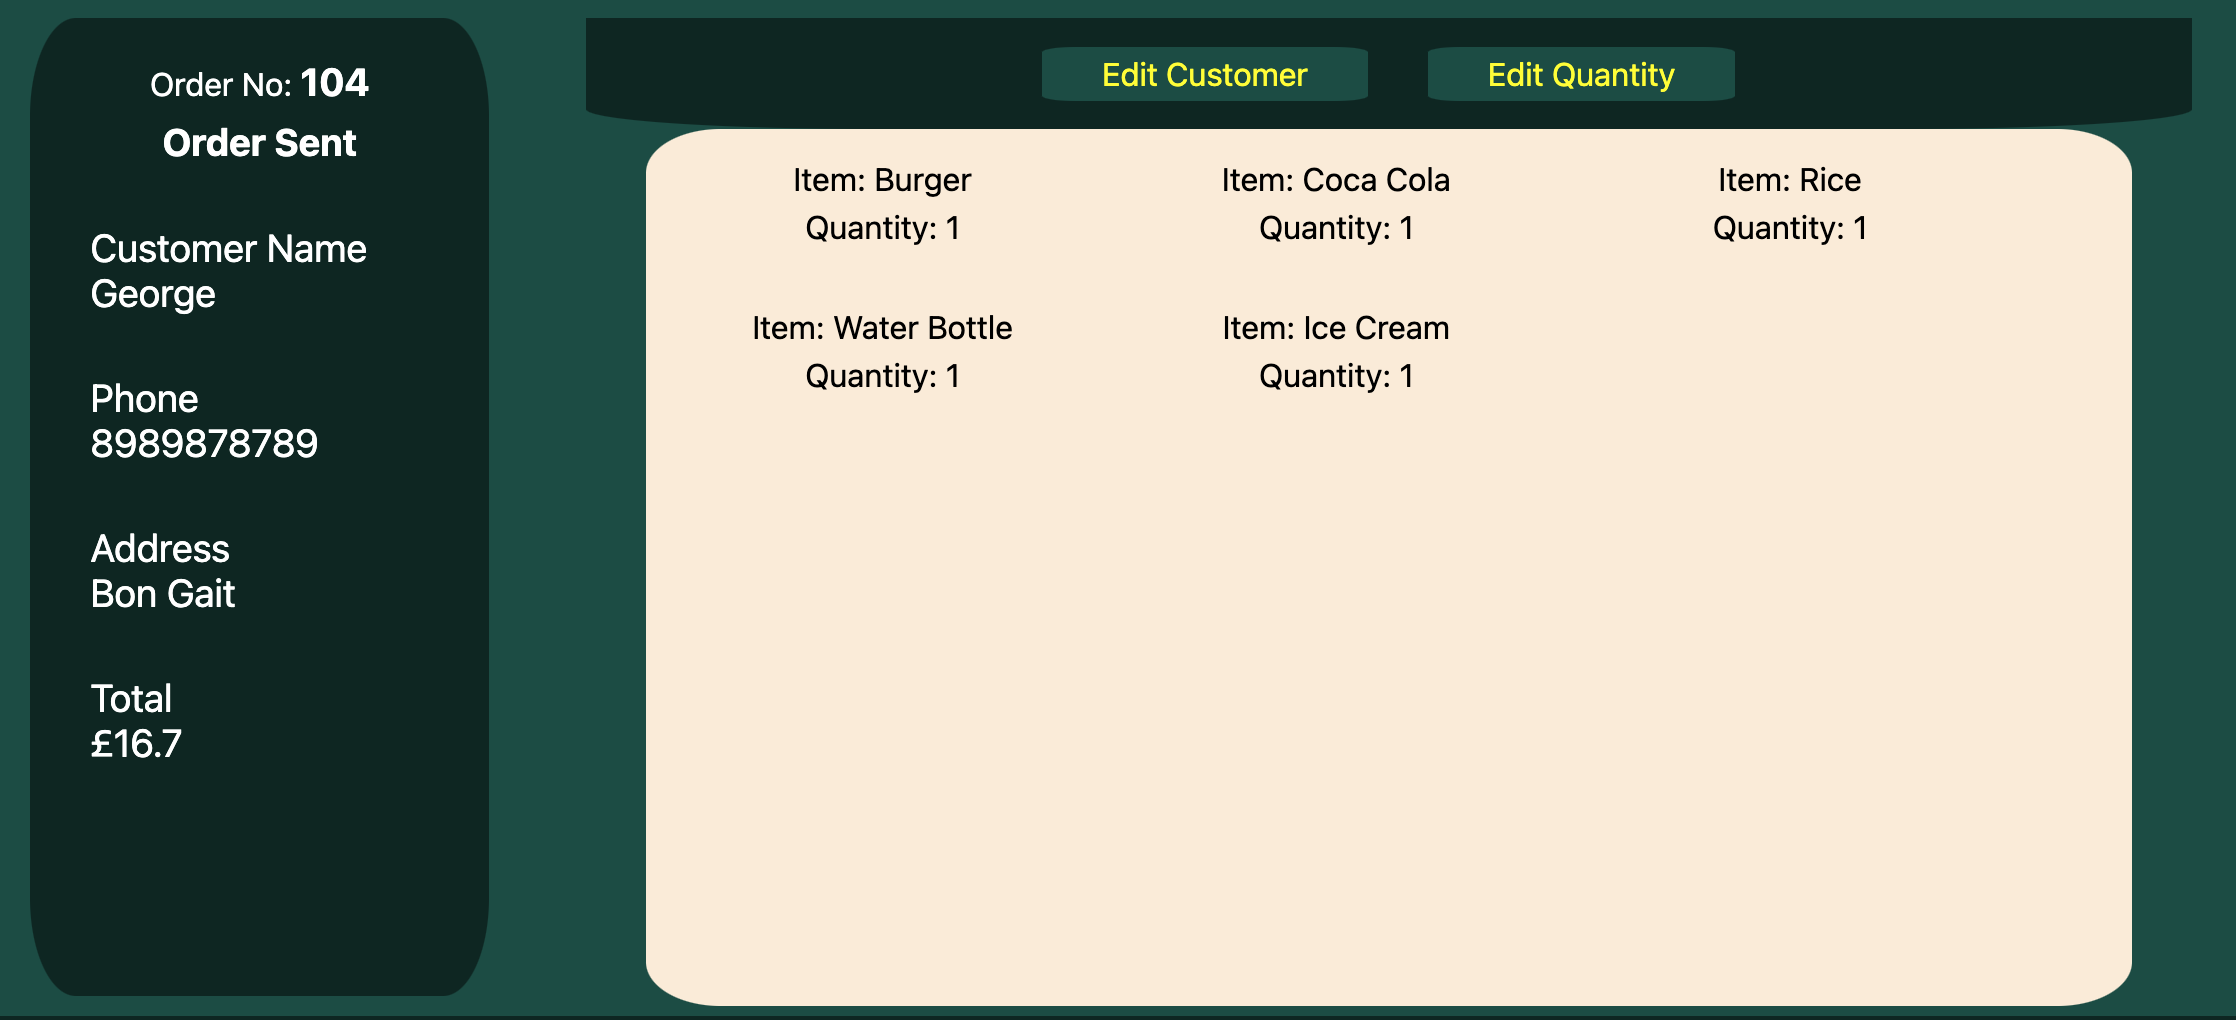 Order No: 104
Order Sent
Customer Name
George
Phone
8989878789
Address
Bon Gait
Total
£16.7
Edit Customer
Edit Quantity
Item: Burger
Quantity: 1
Item: Coca Cola
Quantity: 1
Item: Rice
Quantity: 1
Item: Water Bottle
Quantity: 1
Item: Ice Cream
Quantity: 1